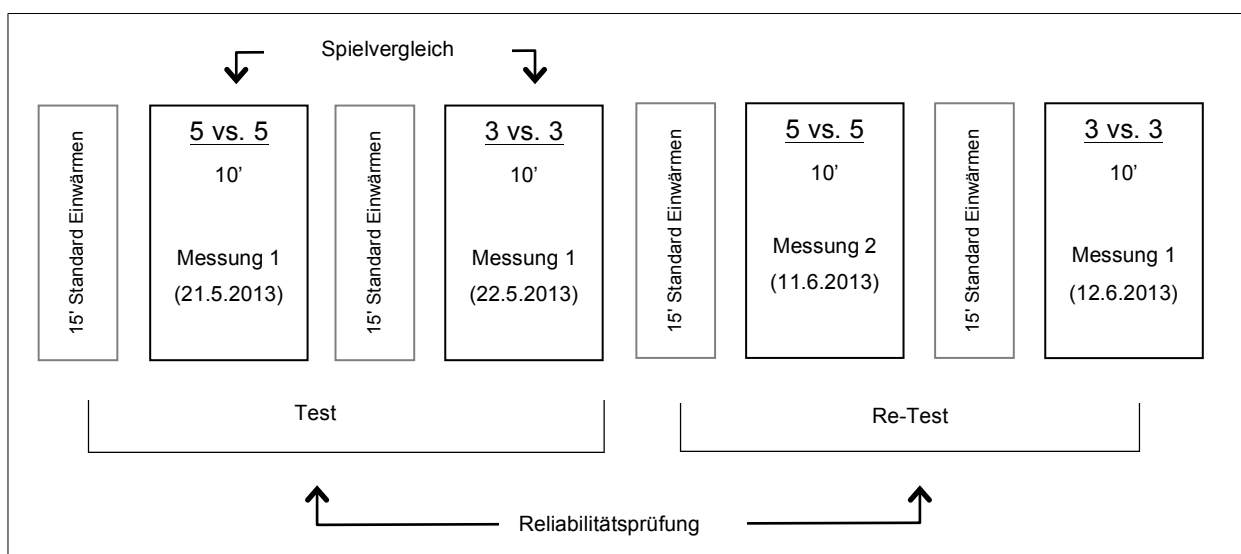 Spielvergleich
15' Standard Einwärmen
5 vs. 5
10’
Messung 1
(21.5.2013)
15' Standard Einwärmen
3 vs. 3
10’
Messung 1
(22.5.2013)
15' Standard Einwärmen
5 vs. 5
10’
Messung 2
(11.6.2013)
15' Standard Einwärmen
3 vs. 3
10’
Messung 1
(12.6.2013)
Test
Re-Test
Reliabilitätsprüfung